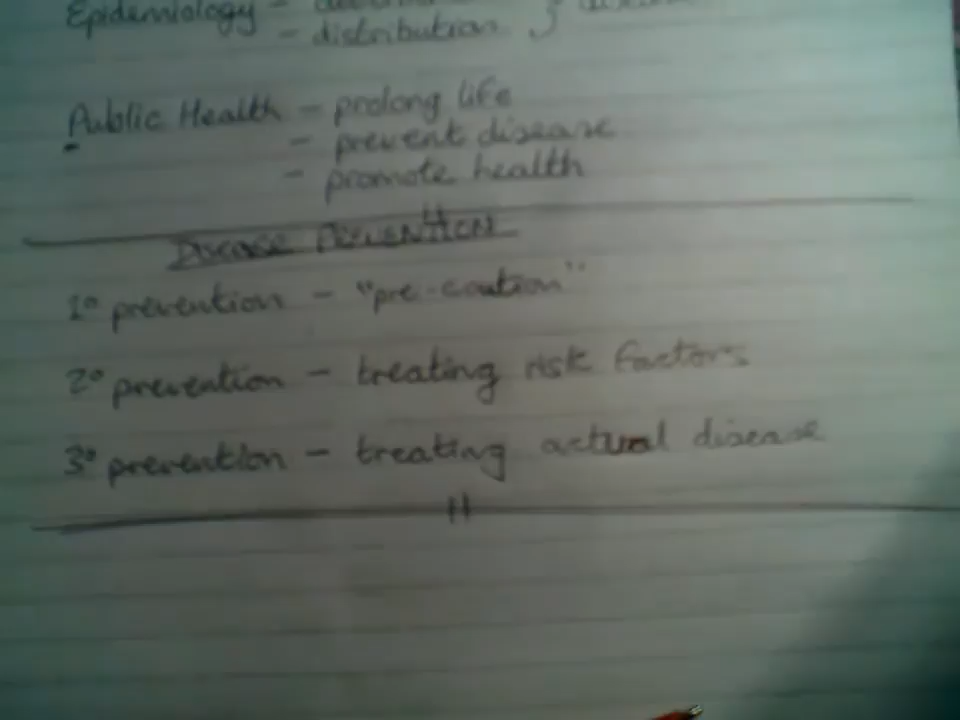 Epidemiology -
- distribution }
Public Health - prolong life
- prevent disease
- promote health
Disease Prevention
1° prevention - "pre-caution"
2° prevention - treating risk factors
3° prevention - treating actual disease